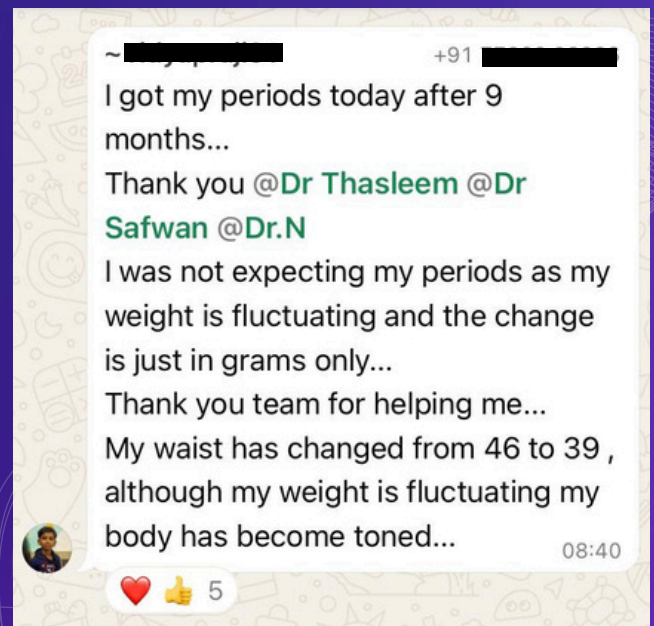 ~
+91
I got my periods today after 9
months...
Thank you @Dr Thasleem @Dr
Safwan @Dr.N
I was not expecting my periods as my
weight is fluctuating and the change
is just in grams only...
Thank you team for helping me...
My waist has changed from 46 to 39 ,
although my weight is fluctuating my
body has become toned...
08:40
5